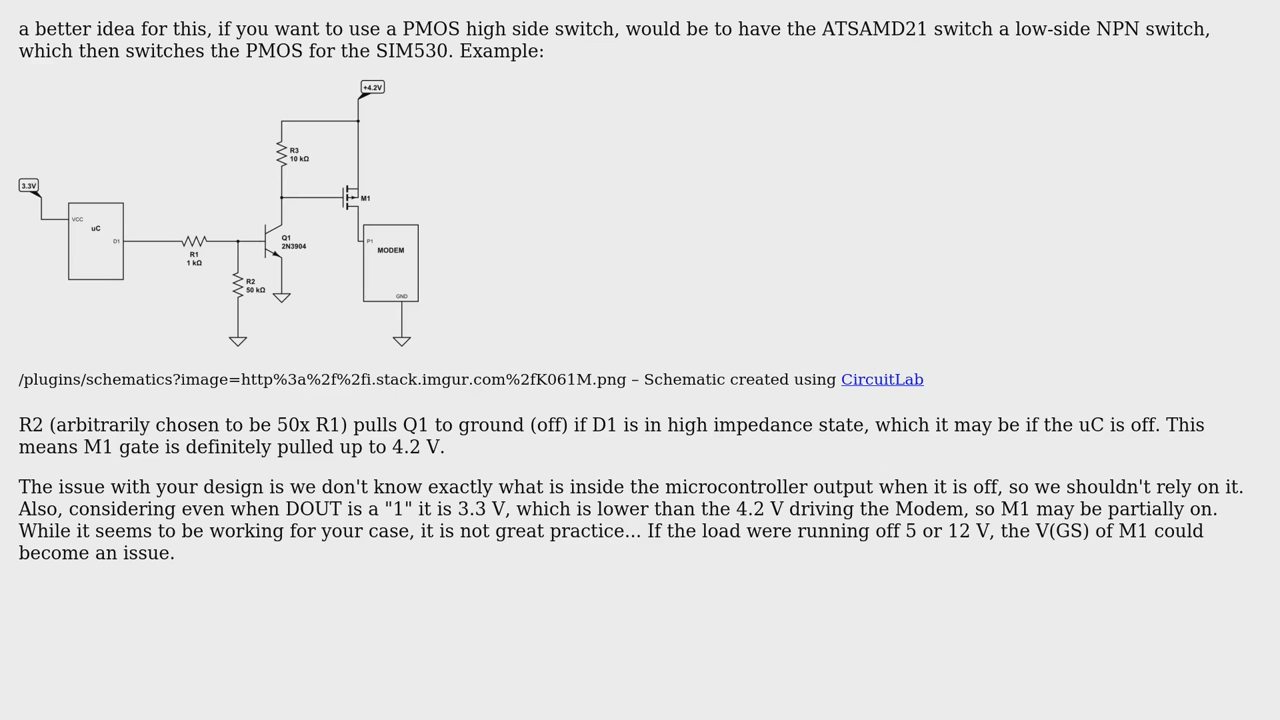 a better idea for this, if you want to use a PMOS high side switch, would be to have the ATSAMD21 switch a low-side NPN switch,
which then switches the PMOS for the SIM530. Example:
+4.2V
R3
10 kΩ
3.3V
M1
VCC
uC
D1
Q1
2N3904
P1
MODEM
R1
1 kΩ
R2
50 kΩ
GND
/plugins/schematics?image=http%3a%2f%2fi.stack.imgur.com%2fK061M.png – Schematic created using CircuitLab
R2 (arbitrarily chosen to be 50x R1) pulls Q1 to ground (off) if D1 is in high impedance state, which it may be if the uC is off. This
means M1 gate is definitely pulled up to 4.2 V.
The issue with your design is we don't know exactly what is inside the microcontroller output when it is off, so we shouldn't rely on it.
Also, considering even when DOUT is a "1" it is 3.3 V, which is lower than the 4.2 V driving the Modem, so M1 may be partially on.
While it seems to be working for your case, it is not great practice... If the load were running off 5 or 12 V, the V(GS) of M1 could
become an issue.